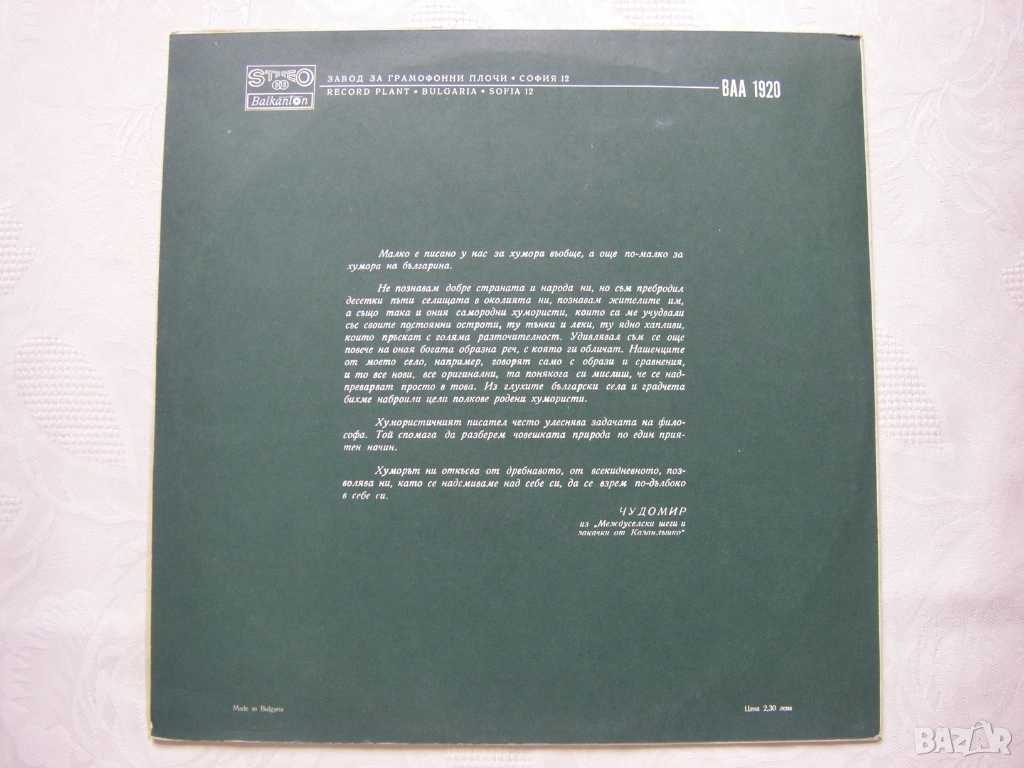 STEREO
33
Balkanton
ЗАВОД ЗА ГРАМОФОННИ ПЛОЧИ • СОФИЯ 12
RECORD PLANT • BULGARIA • SOFIA 12
ВАА 1920
Малко е писано у нас за хумора въобще, а още по-малко за
хумора на българина.
Не познавам добре страната и народа ни, но съм пребродил
десетки пъти селищата в околията ни, познавам жителите им,
а също така и ония самородни хумористи, които са ме учудвали
със своите постоянни остроти, ту тънки и леки, ту ядно хапливи,
които пръскат с голяма разточителност. Удивлявал съм се още
повече на оная богата образна реч, с която ги обличат. Нашенците
от моето село, например, говорят само с образи и сравнения,
и то все нови, все оригинални, та понякога си мислиш, че се над-
преварват просто в това. Из глухите български села и градчета
бихме наброили цели полкове родени хумористи.
Хумористичният писател често улеснява задачата на фило-
софа. Той спомага да разберем човешката природа по един прия-
тен начин.
Хуморът ни откъсва от дребнавото, от всекидневното, поз-
волява ни, като се надсмиваме над себе си, да се взрем по-дълбоко
в себе си.
ЧУДОМИР
из „Междуселски шеги и
закачки от Казанлъшко"
Made in Bulgaria
Цена 2,30 лева
BAZAR